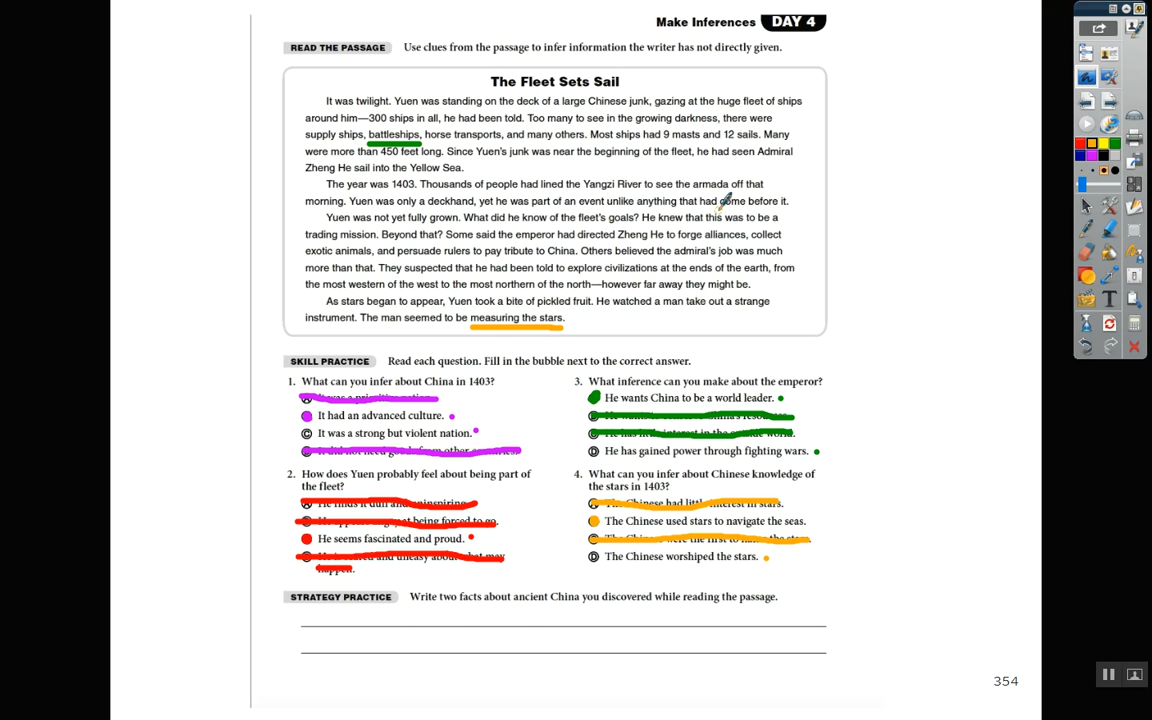 Make Inferences DAY 4
READ THE PASSAGE Use clues from the passage to infer information the writer has not directly given.
The Fleet Sets Sail
It was twilight. Yuen was standing on the deck of a large Chinese junk, gazing at the huge fleet of ships
around him—300 ships in all, he had been told. Too many to see in the growing darkness, there were
supply ships, battleships, horse transports, and many others. Most ships had 9 masts and 12 sails. Many
were more than 450 feet long. Since Yuen's junk was near the beginning of the fleet, he had seen Admiral
Zheng He sail into the Yellow Sea.
The year was 1403. Thousands of people had lined the Yangzi River to see the armada off that
morning. Yuen was only a deckhand, yet he was part of an event unlike anything that had come before it.
Yuen was not yet fully grown. What did he know of the fleet's goals? He knew that this was to be a
trading mission. Beyond that? Some said the emperor had directed Zheng He to forge alliances, collect
exotic animals, and persuade rulers to pay tribute to China. Others believed the admiral's job was much
more than that. They suspected that he had been told to explore civilizations at the ends of the earth, from
the most western of the west to the most northern of the north—however far away they might be.
As stars began to appear, Yuen took a bite of pickled fruit. He watched a man take out a strange
instrument. The man seemed to be measuring the stars.
SKILL PRACTICE Read each question. Fill in the bubble next to the correct answer.
1. What can you infer about China in 1403?
It had an advanced culture.
C It was a strong but violent nation.
2. How does Yuen probably feel about being part of
the fleet?
He seems fascinated and proud.
happen.
3. What inference can you make about the emperor?
He wants China to be a world leader.
D He has gained power through fighting wars.
4. What can you infer about Chinese knowledge of
the stars in 1403?
The Chinese had little interest in stars.
The Chinese used stars to navigate the seas.
D The Chinese worshiped the stars.
STRATEGY PRACTICE Write two facts about ancient China you discovered while reading the passage.
354